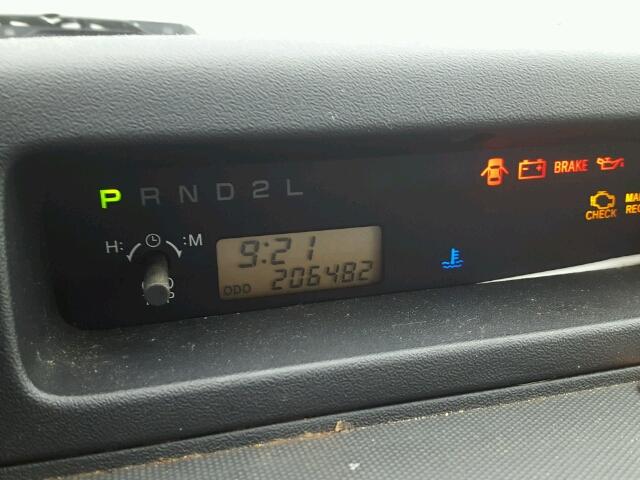 P R N D 2 L
BRAKE
CHECK
H: :M
9:21
ODO 206482